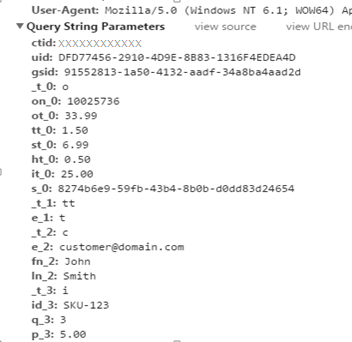 User-Agent: Mozilla/5.0 (Windows NT 6.1; WOW64) Ap
▼Query String Parameters view source view URL en
ctid: XXXXXXXXXXXX
uid: DFD77456-2910-4D9E-8B83-1316F4EDEA4D
gsid: 91552813-1a50-4132-aadf-34a8ba4aad2d
_t_0: o
on_0: 10025736
ot_0: 33.99
tt_0: 1.50
st_0: 6.99
ht_0: 0.50
it_0: 25.00
s_0: 8274b6e9-59fb-43b4-8b0b-d0dd83d24654
_t_1: tt
e_1: t
_t_2: c
e_2: customer@domain.com
fn_2: John
ln_2: Smith
_t_3: i
id_3: SKU-123
q_3: 3
p_3: 5.00